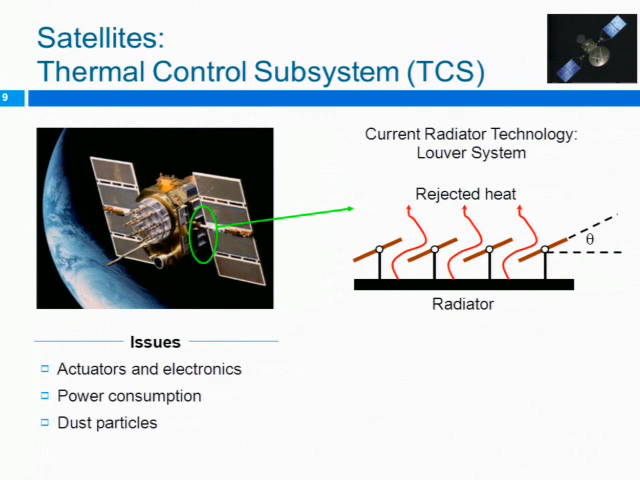 Satellites:
Thermal Control Subsystem (TCS)
9
Current Radiator Technology:
Louver System
Rejected heat
θ
Radiator
Issues
Actuators and electronics
Power consumption
Dust particles